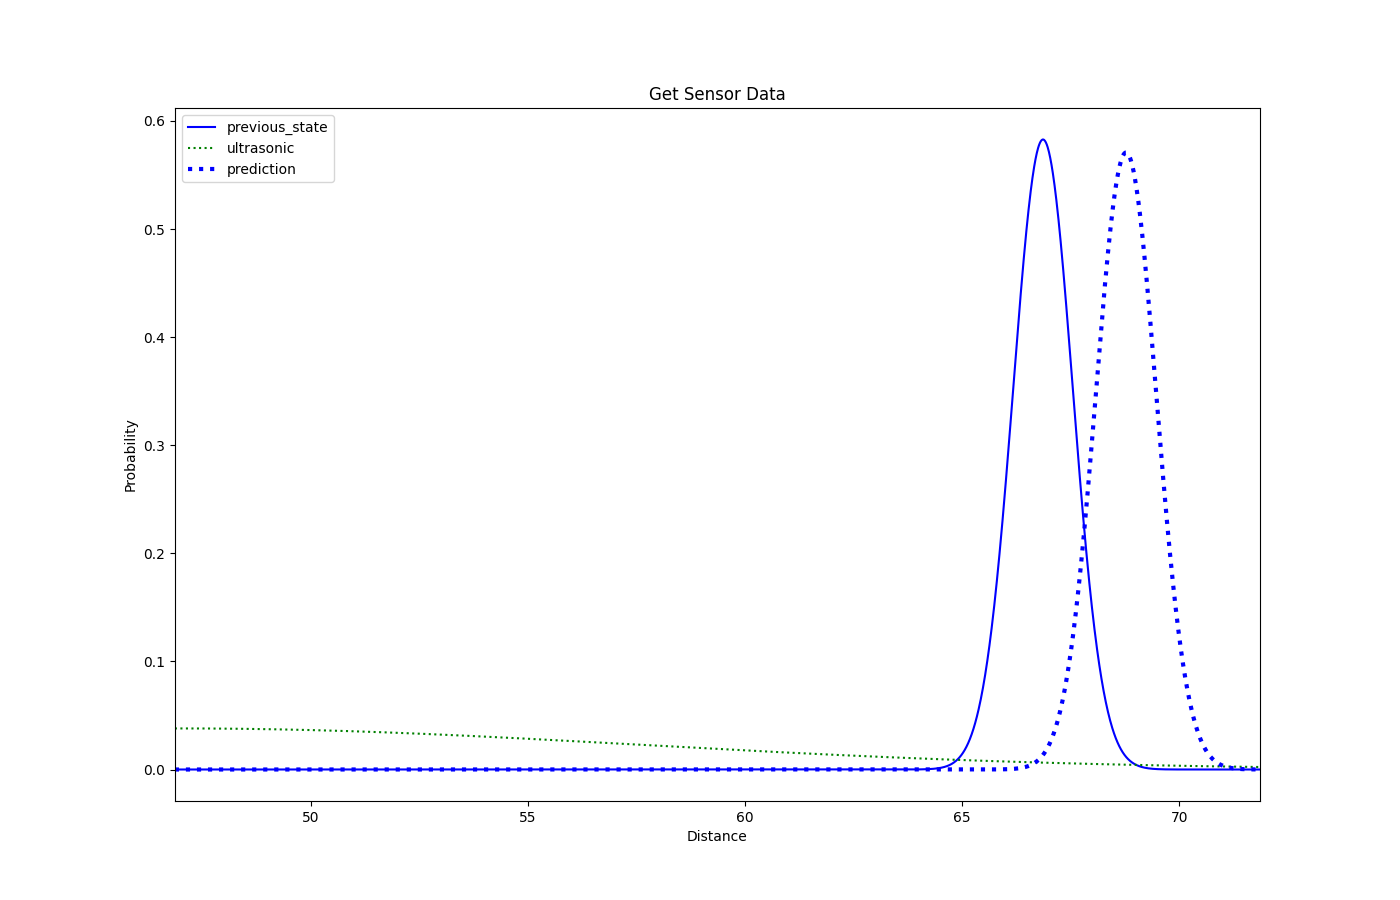 Get Sensor Data
previous_state
ultrasonic
prediction
0.6
0.5
0.4
0.3
0.2
0.1
0.0
Probability
50 55 60 65 70
Distance